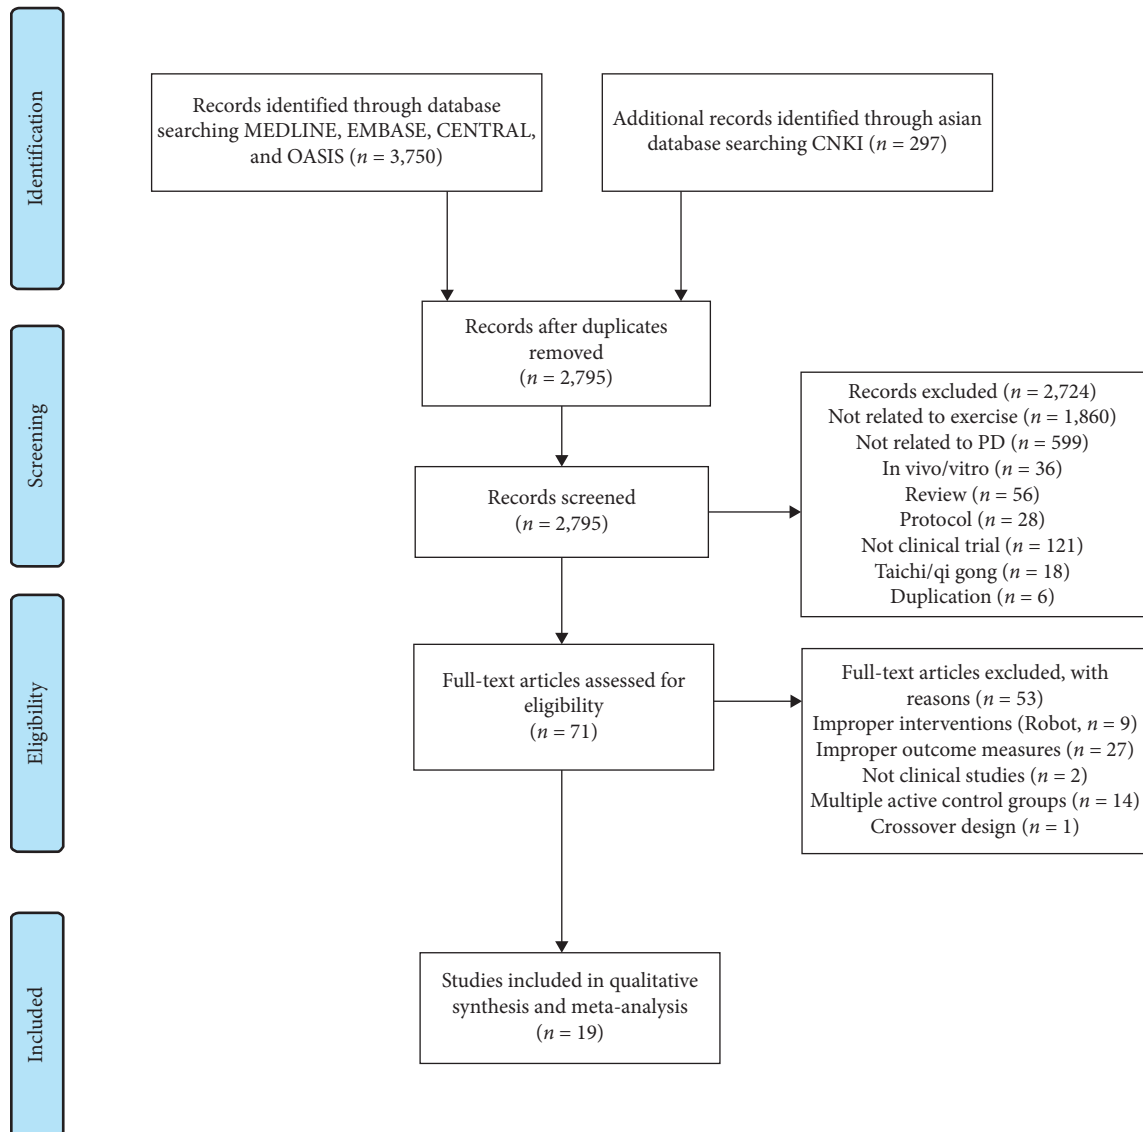 Identification
Records identified through database
searching MEDLINE, EMBASE, CENTRAL,
and OASIS (n = 3,750)
Additional records identified through asian
database searching CNKI (n = 297)
Screening
Records after duplicates
removed
(n = 2,795)
Records screened
(n = 2,795)
Records excluded (n = 2,724)
Not related to exercise (n = 1,860)
Not related to PD (n = 599)
In vivo/vitro (n = 36)
Review (n = 56)
Protocol (n = 28)
Not clinical trial (n = 121)
Taichi/qi gong (n = 18)
Duplication (n = 6)
Eligibility
Full-text articles assessed for
eligibility
(n = 71)
Full-text articles excluded, with
reasons (n = 53)
Improper interventions (Robot, n = 9)
Improper outcome measures (n = 27)
Not clinical studies (n = 2)
Multiple active control groups (n = 14)
Crossover design (n = 1)
Included
Studies included in qualitative
synthesis and meta-analysis
(n = 19)